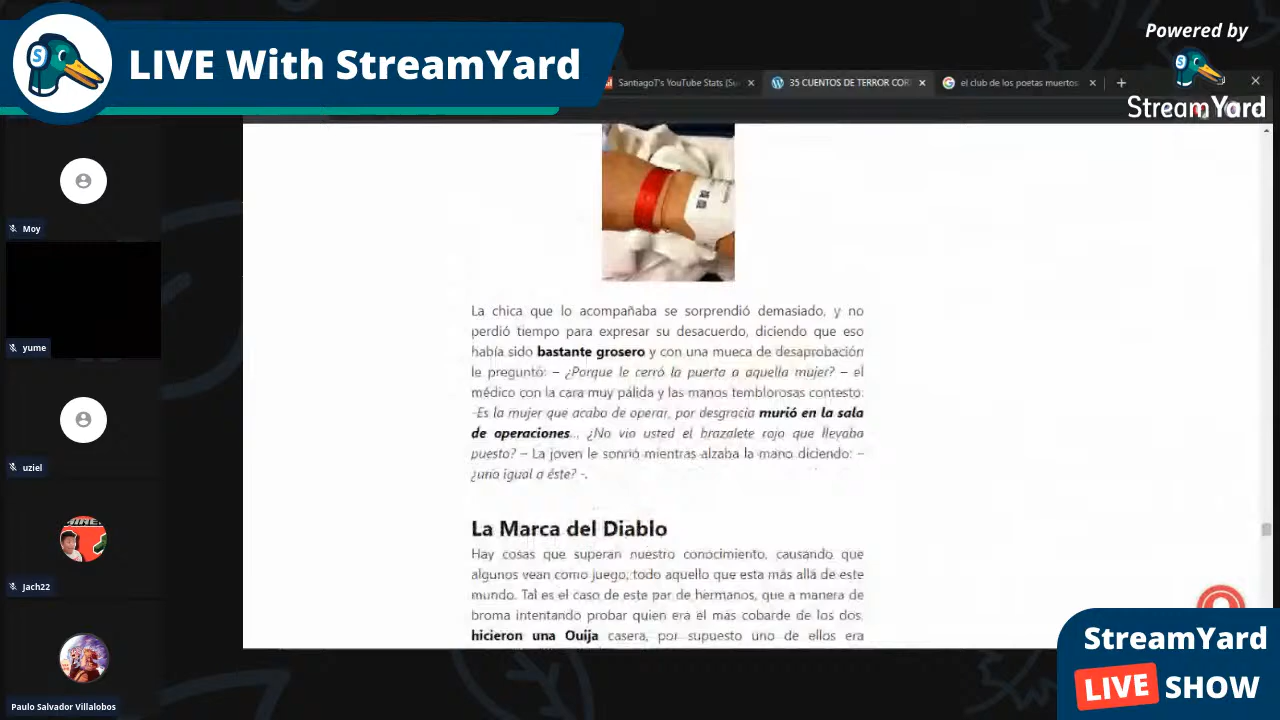 LIVE With StreamYard
Powered by
StreamYard
SantiagoT's YouTube Stats (Su
35 CUENTOS DE TERROR COR
el club de los poetas muertos
Moy
yume
uziel
Jach22
Paulo Salvador Villalobos
La chica que lo acompañaba se sorprendió demasiado, y no
perdió tiempo para expresar su desacuerdo, diciendo que eso
había sido bastante grosero y con una mueca de desaprobación
le preguntó: – ¿Porque le cerró la puerta a aquella mujer? – el
médico con la cara muy pálida y las manos temblorosas contesto:
-Es la mujer que acabo de operar, por desgracia murió en la sala
de operaciones… ¿No vio usted el brazalete rojo que llevaba
puesto? – La joven le sonrió mientras alzaba la mano diciendo: –
¿uno igual a éste? -.
La Marca del Diablo
Hay cosas que superan nuestro conocimiento, causando que
algunos vean como juego, todo aquello que esta más allá de este
mundo. Tal es el caso de este par de hermanos, que a manera de
broma intentando probar quien era el más cobarde de los dos,
hicieron una Ouija casera, por supuesto uno de ellos era
StreamYard
LIVE SHOW